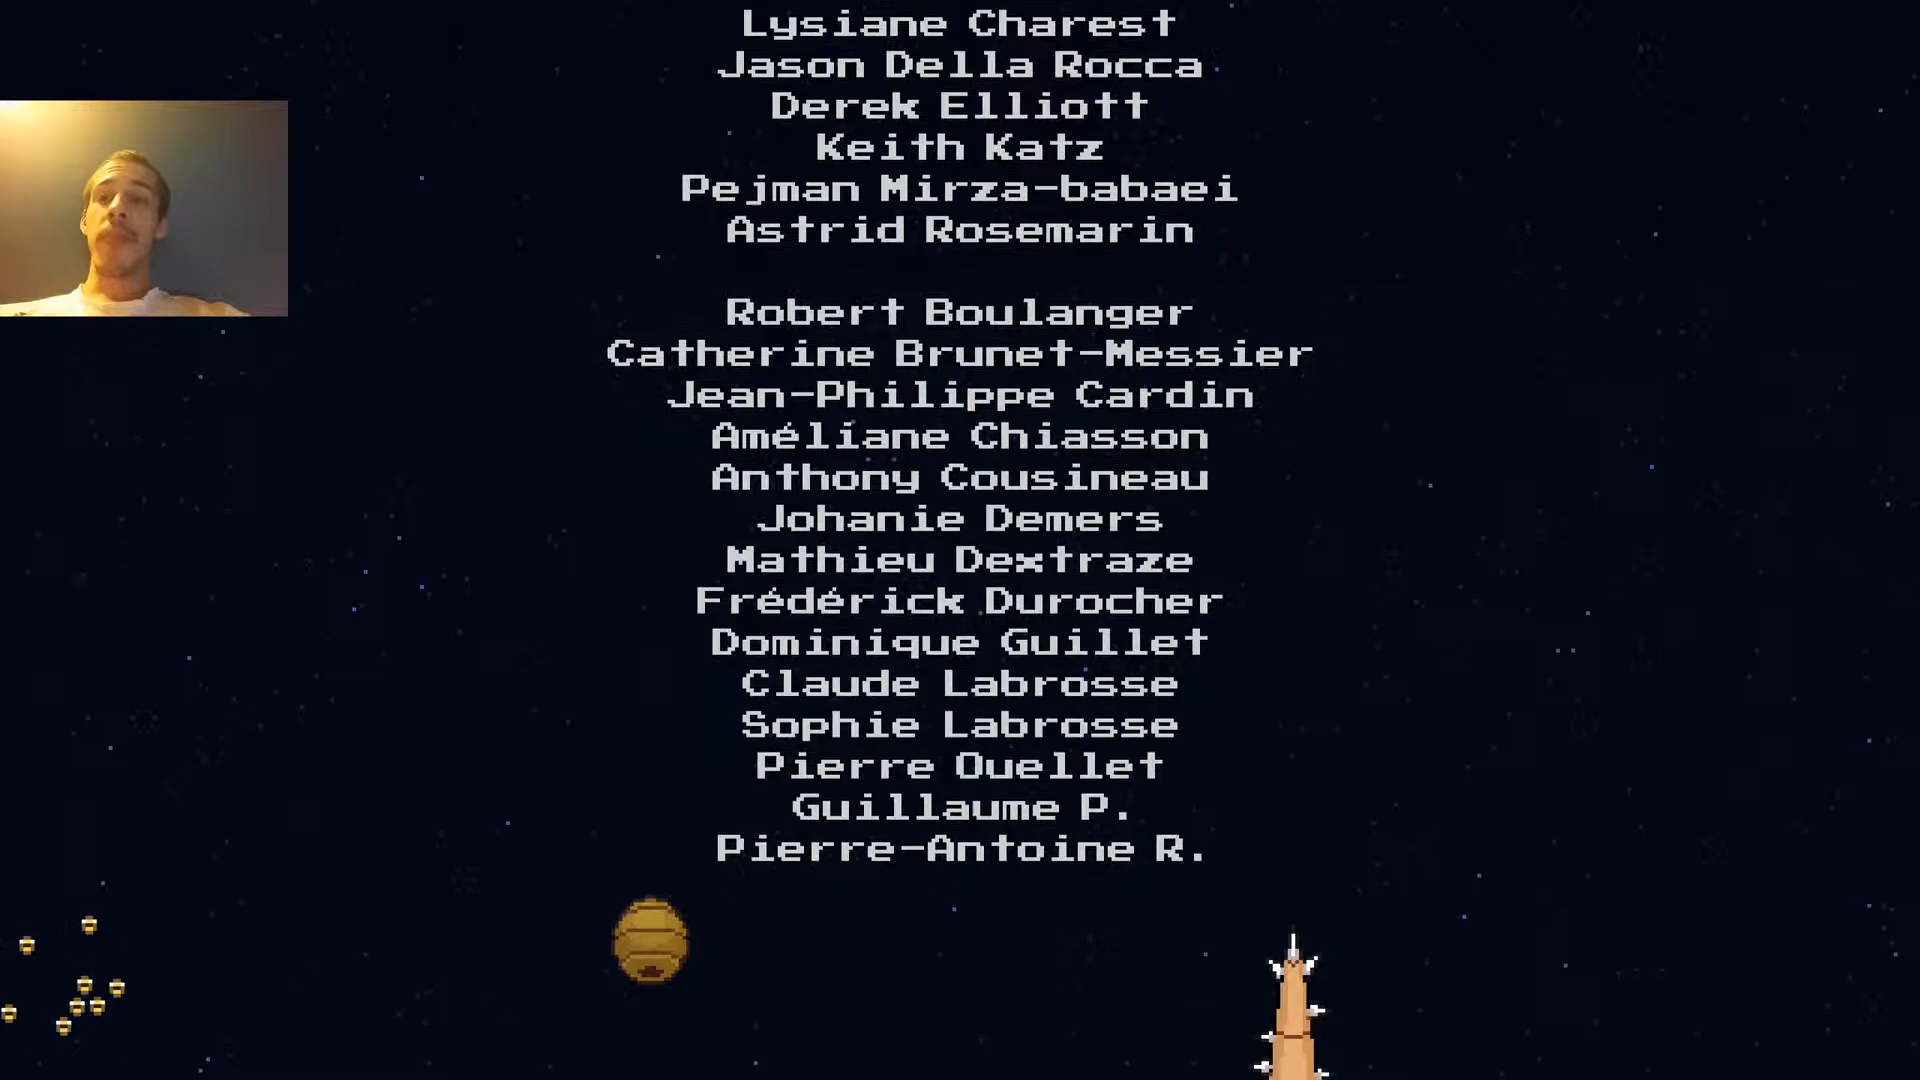 Lysiane Charest
Jason Della Rocca
Derek Elliott
Keith Katz
Pejman Mirza-babaei
Astrid Rosemarin
Robert Boulanger
Catherine Brunet-Messier
Jean-Philippe Cardin
Améliane Chiasson
Anthony Cousineau
Johanie Demers
Mathieu Dextraze
Frédérick Durocher
Dominique Guillet
Claude Labrosse
Sophie Labrosse
Pierre Ouellet
Guillaume P.
Pierre-Antoine R.